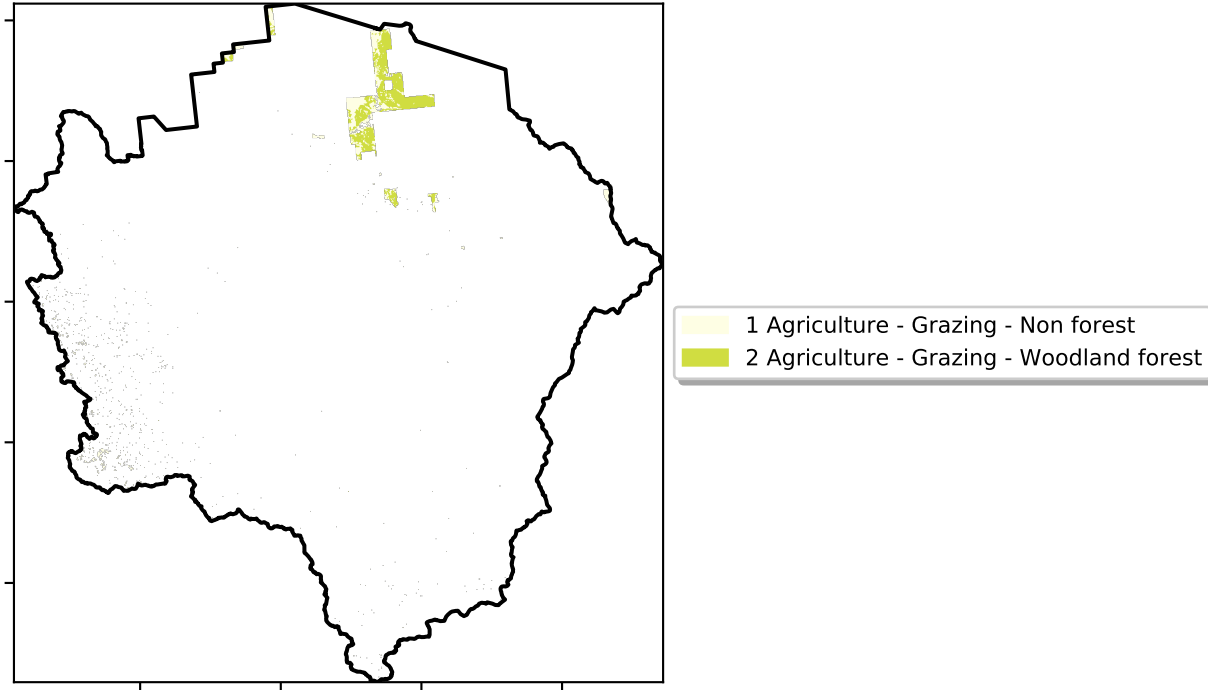 1 Agriculture - Grazing - Non forest
2 Agriculture - Grazing - Woodland forest